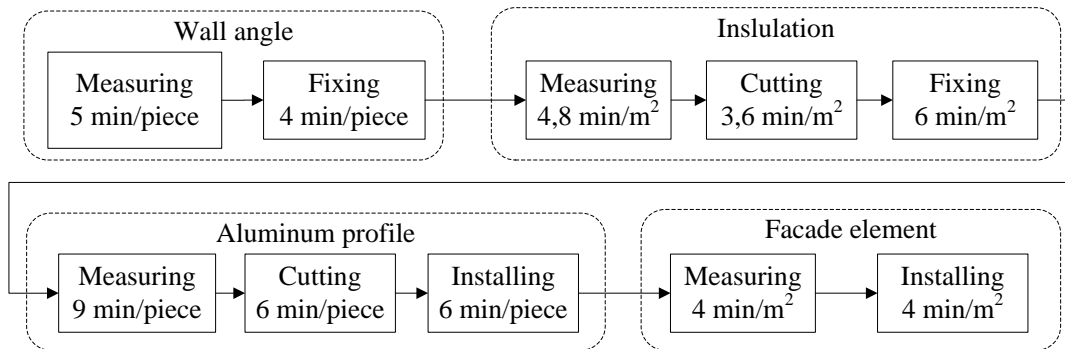 Wall angle
Measuring
5 min/piece
Fixing
4 min/piece
Inslulation
Measuring
4,8 min/m²
Cutting
3,6 min/m²
Fixing
6 min/m²
Aluminum profile
Measuring
9 min/piece
Cutting
6 min/piece
Installing
6 min/piece
Facade element
Measuring
4 min/m²
Installing
4 min/m²